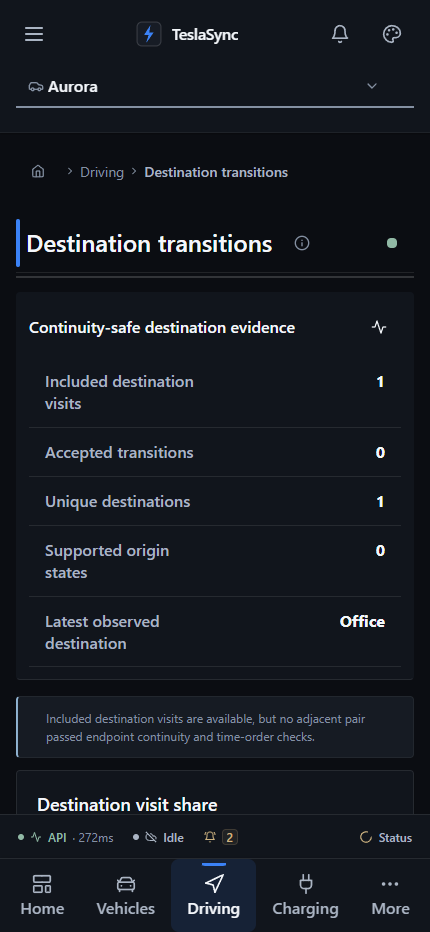 TeslaSync
Aurora
Driving
Destination transitions
Destination transitions
Continuity-safe destination evidence
Included destination
visits
1
Accepted transitions
0
Unique destinations
1
Supported origin
states
0
Latest observed
destination
Office
Included destination visits are available, but no adjacent pair
passed endpoint continuity and time-order checks.
Destination visit share
API · 272ms
Idle
2
Status
Home
Vehicles
Driving
Charging
More